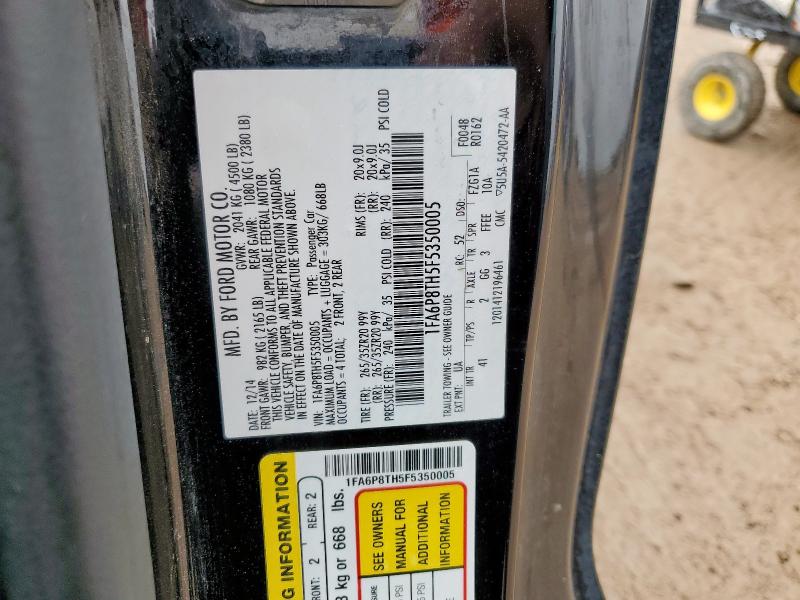 MFD. BY FORD MOTOR CO.
DATE: 12/14 GVWR: 2041 KG ( 4500 LB)
FRONT GAWR: 982 KG ( 2165 LB) REAR GAWR: 1080 KG ( 2380 LB)
THIS VEHICLE CONFORMS TO ALL APPLICABLE FEDERAL MOTOR
VEHICLE SAFETY, BUMPER, AND THEFT PREVENTION STANDARDS
IN EFFECT ON THE DATE OF MANUFACTURE SHOWN ABOVE.
VIN: 1FA6P8TH5F5350005 TYPE: Passenger Car
MAXIMUM LOAD = OCCUPANTS + LUGGAGE = 303KG/ 668LB
OCCUPANTS = 4 TOTAL; 2 FRONT, 2 REAR
TIRE (FR): 265/35ZR20 99Y RIMS (FR): 20x9.0J
(RR): 265/35ZR20 99Y (RR): 20x9.0J
PRESSURE (FR): 240 kPa/ 35 PSI COLD (RR): 240 kPa/ 35 PSI COLD
1FA6P8TH5F5350005
TRAILER TOWING - SEE OWNER GUIDE
F0048
EXT PNT: UA RC: 52 DSO: R0162
INT TR TP/PS R AXLE TR SPR FZG1A
41 2 GG 3 FFEE 10A
1201412196461 CMC ▽5U5A-5420472-AA
G INFORMATION
FRONT: 2 REAR: 2
3 kg or 668 lbs.
1FA6P8TH5F5350005
SEE OWNERS
MANUAL FOR
ADDITIONAL
INFORMATION